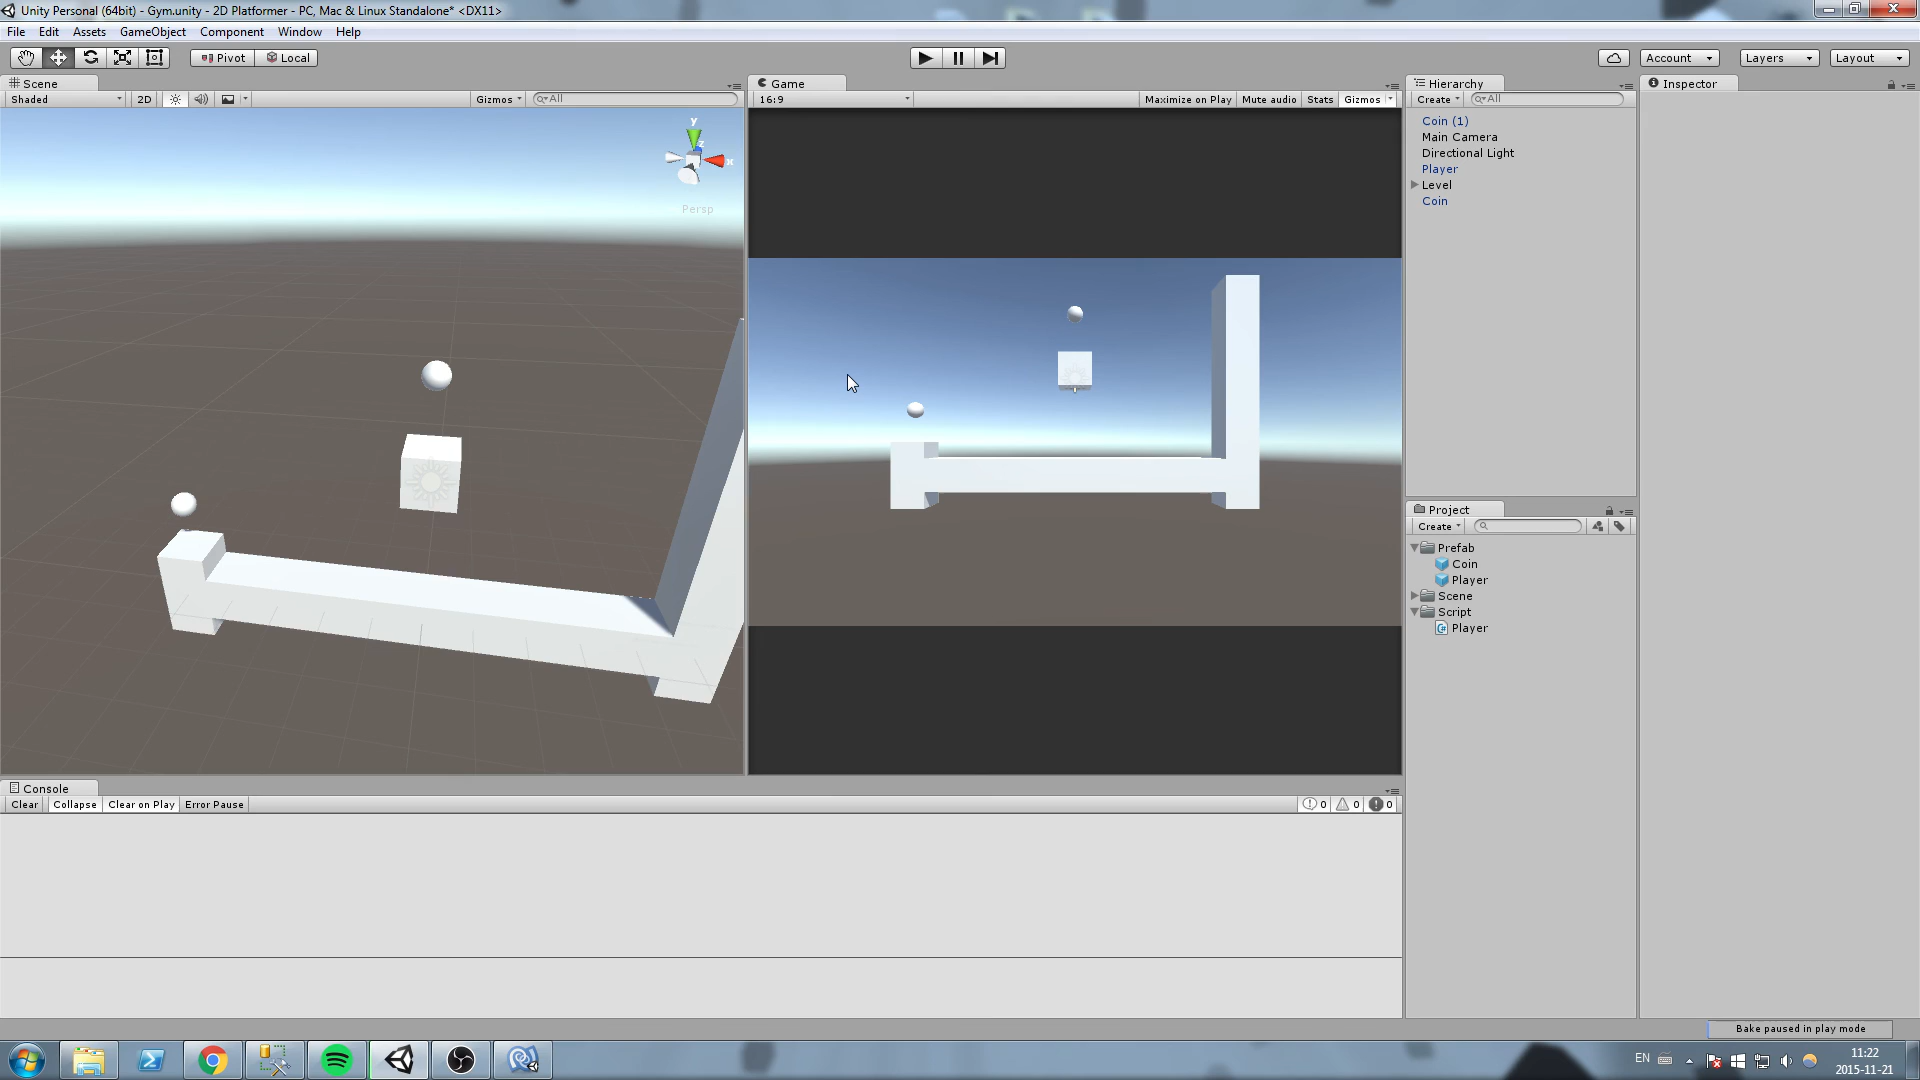 Unity Personal (64bit) - Gym.unity - 2D Platformer - PC, Mac & Linux Standalone* <DX11>
File Edit Assets GameObject Component Window Help
Pivot Local Account Layers Layout
Scene
Shaded 2D Gizmos All
y
z
x
Persp
Game
16:9 Maximize on Play Mute audio Stats Gizmos
Hierarchy
Create All
Coin (1)
Main Camera
Directional Light
Player
Level
Coin
Inspector
Project
Create
Prefab
Coin
Player
Scene
Script
Player
Console
Clear Collapse Clear on Play Error Pause 0 0 0
Bake paused in play mode
EN
11:22
2015-11-21